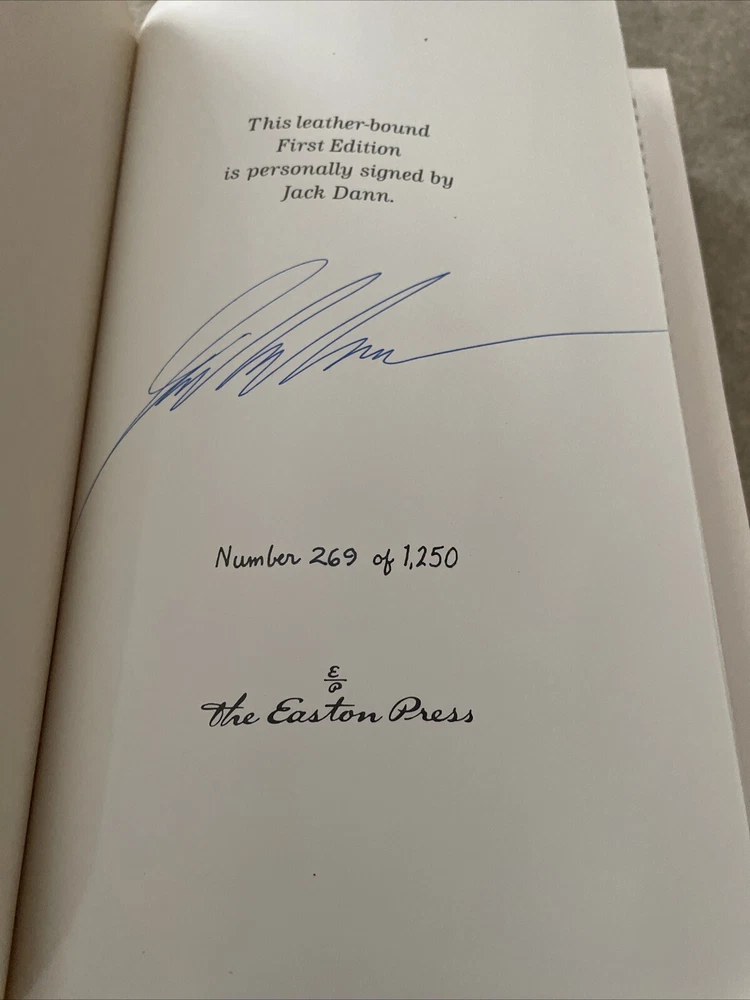 This leather-bound
First Edition
is personally signed by
Jack Dann.
Number 269 of 1,250
E
P
The Easton Press